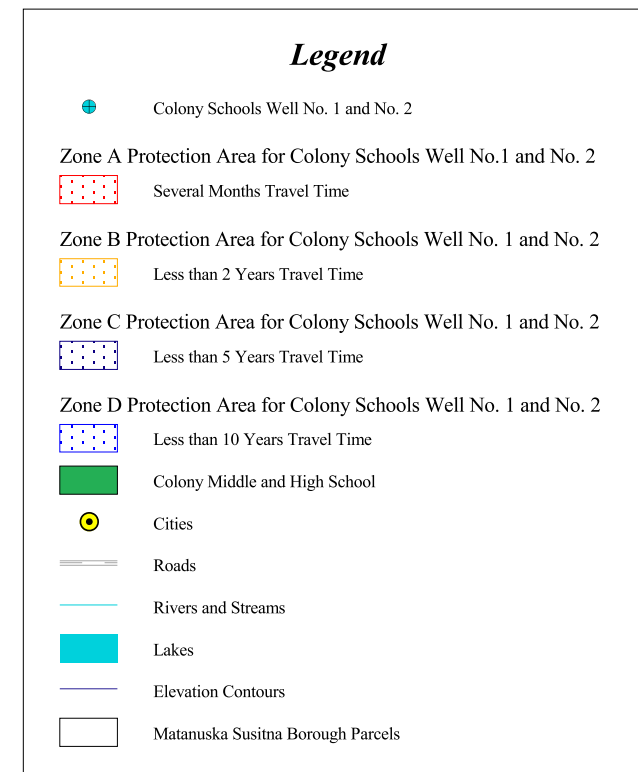 Legend
Colony Schools Well No. 1 and No. 2
Zone A Protection Area for Colony Schools Well No.1 and No. 2
Several Months Travel Time
Zone B Protection Area for Colony Schools Well No. 1 and No. 2
Less than 2 Years Travel Time
Zone C Protection Area for Colony Schools Well No. 1 and No. 2
Less than 5 Years Travel Time
Zone D Protection Area for Colony Schools Well No. 1 and No. 2
Less than 10 Years Travel Time
Colony Middle and High School
Cities
Roads
Rivers and Streams
Lakes
Elevation Contours
Matanuska Susitna Borough Parcels